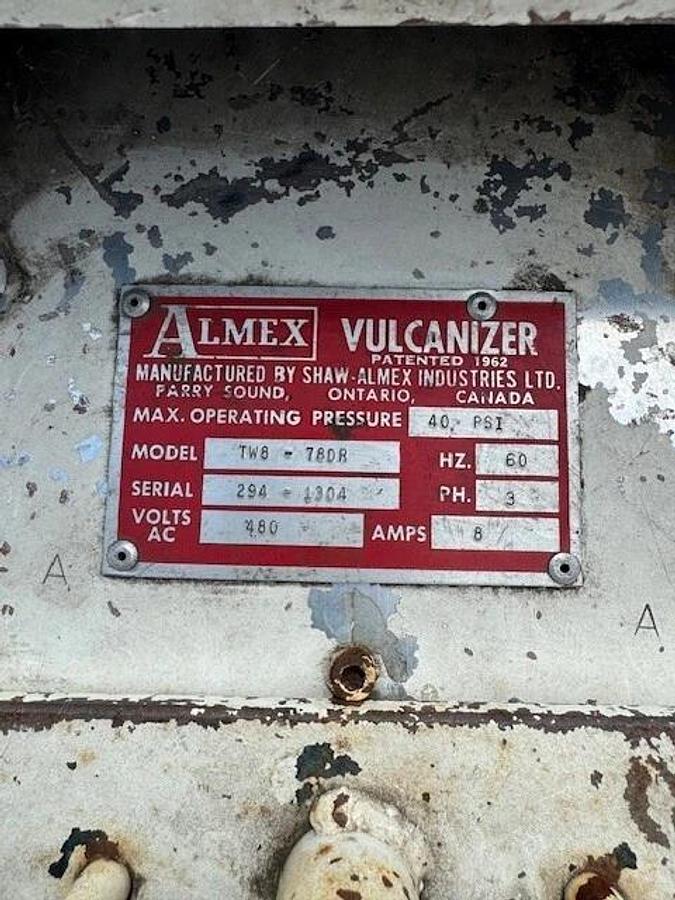 ALMEX VULCANIZER
PATENTED 1962
MANUFACTURED BY SHAW-ALMEX INDUSTRIES LTD.
PARRY SOUND, ONTARIO, CANADA
MAX. OPERATING PRESSURE 40 PSI
MODEL TW8 - 78DR HZ. 60
SERIAL 294 - 1304 PH. 3
VOLTS AC 480 AMPS 8
A
A